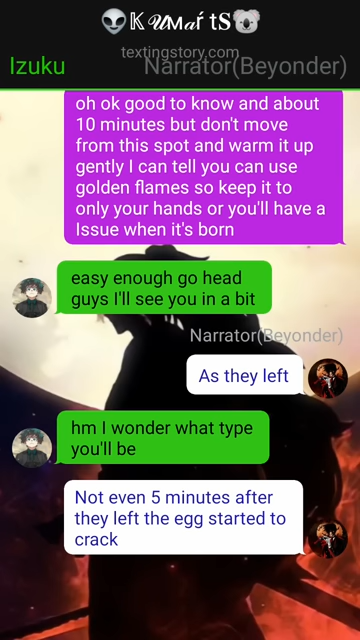 👽𝕂 𝓤мαŕ t𝐒🐨
textingstory.com
Izuku
Narrator(Beyonder)
oh ok good to know and about
10 minutes but don't move
from this spot and warm it up
gently I can tell you can use
golden flames so keep it to
only your hands or you'll have a
Issue when it's born
easy enough go head
guys I'll see you in a bit
Narrator(Beyonder)
As they left
hm I wonder what type
you'll be
Not even 5 minutes after
they left the egg started to
crack